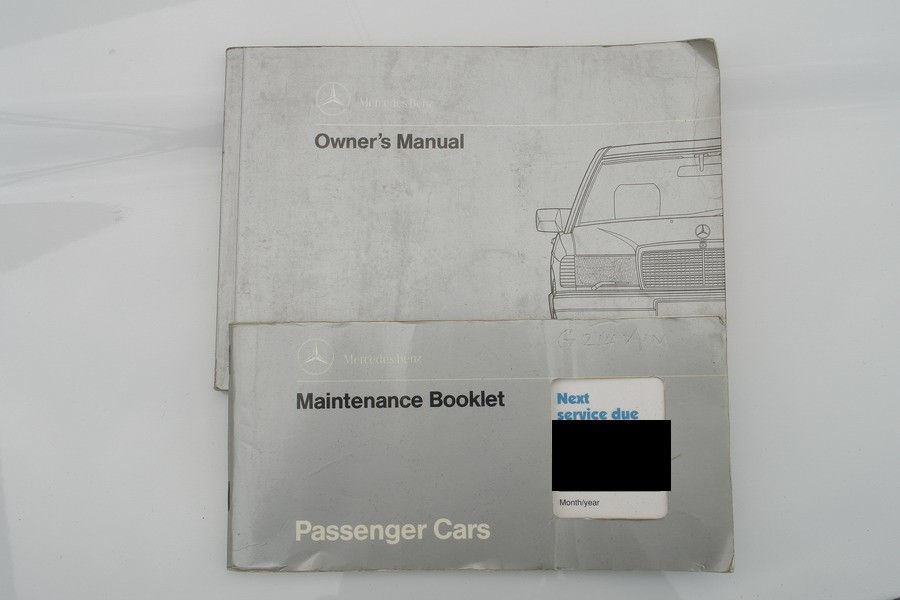 Mercedes-Benz
Owner's Manual
Mercedes-Benz
Maintenance Booklet
Next
service due
Month/year
Passenger Cars